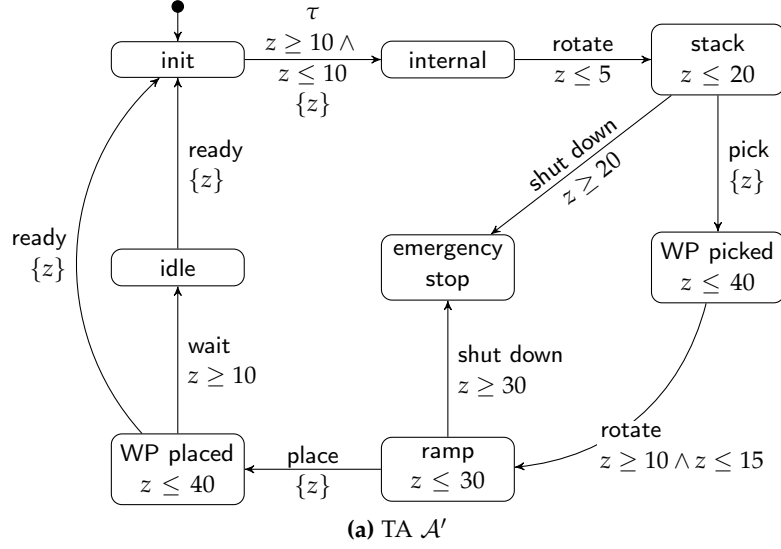 τ
z ≥ 10 ∧
z ≤ 10
{z}
init
internal
rotate
z ≤ 5
stack
z ≤ 20
ready
{z}
shut down
z ≥ 20
pick
{z}
ready
{z}
idle
emergency
stop
WP picked
z ≤ 40
wait
z ≥ 10
shut down
z ≥ 30
rotate
z ≥ 10 ∧ z ≤ 15
WP placed
z ≤ 40
place
{z}
ramp
z ≤ 30
(a) TA 𝒜′